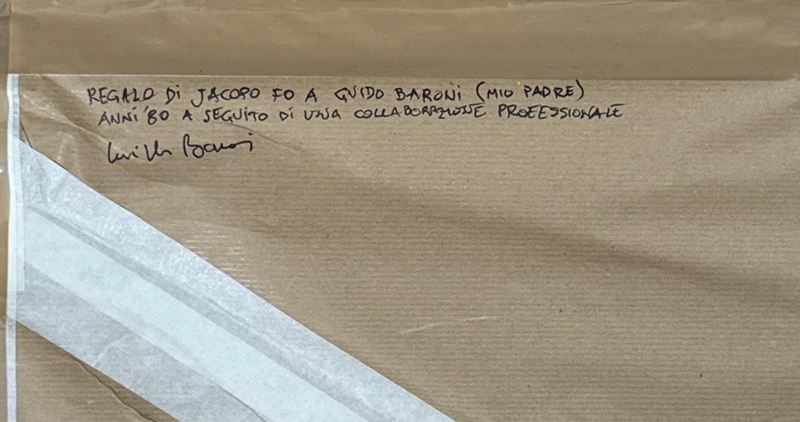 REGALO Di JACOPO FO A GUIDO BARONi (MIO PADRE)
ANNI '80 A SEGUITO Di UNA COLLABORAZIONE PROFESSIONALE
Baroni